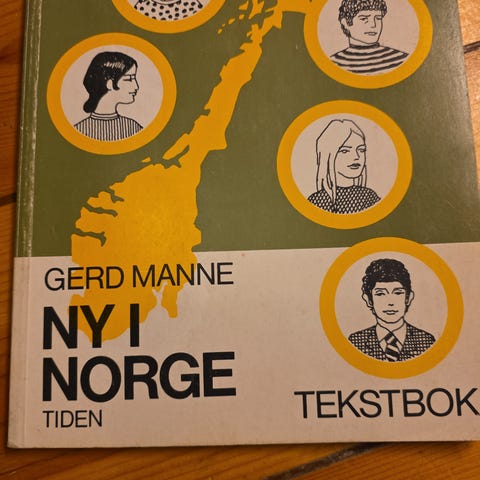 GERD MANNE
NY I
NORGE
TIDEN
TEKSTBOK